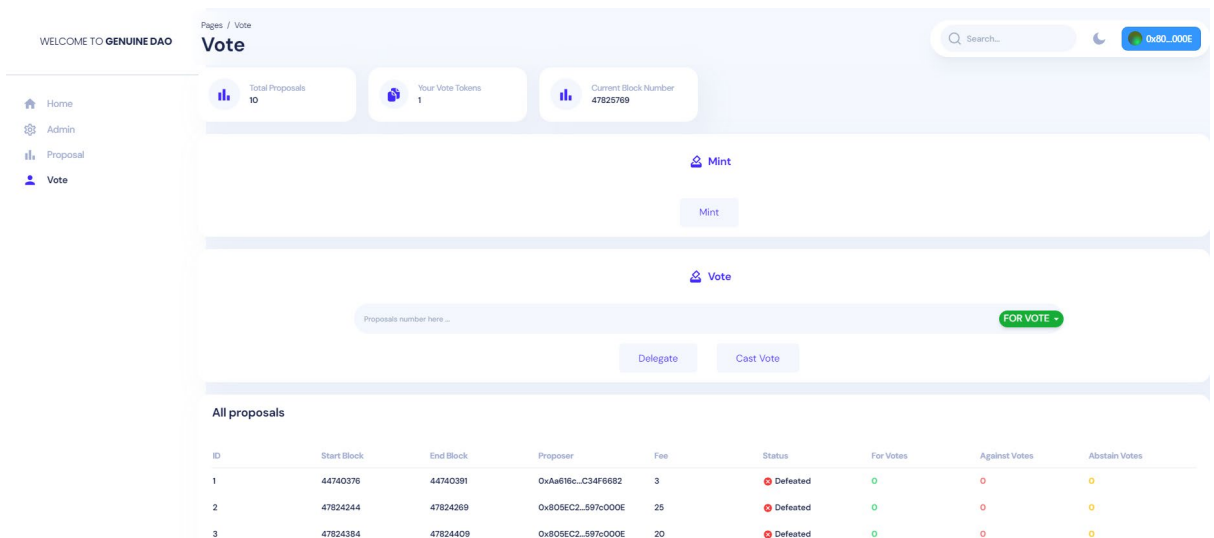 WELCOME TO GENUINE DAO
Home
Admin
Proposal
Vote
Pages / Vote
Vote
Search...
0x80...000E
Total Proposals
10
Your Vote Tokens
1
Current Block Number
47825769
Mint
Mint
Vote
Proposals number here ...
FOR VOTE
Delegate
Cast Vote
All proposals
ID Start Block End Block Proposer Fee Status For Votes Against Votes Abstain Votes
1 44740376 44740391 0xAa616c...C34F6682 3 Defeated 0 0 0
2 47824244 47824269 0x805EC2...597c000E 25 Defeated 0 0 0
3 47824384 47824409 0x805EC2...597c000E 20 Defeated 0 0 0